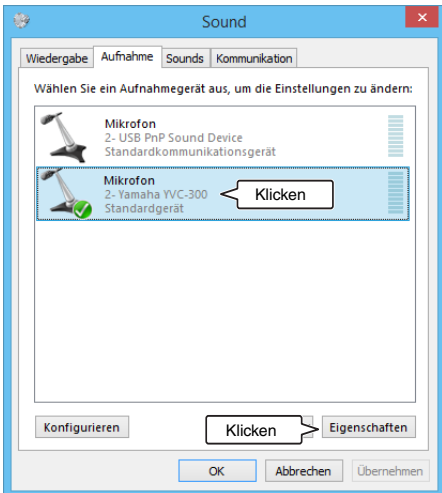 Sound
Wiedergabe Aufnahme Sounds Kommunikation
Wählen Sie ein Aufnahmegerät aus, um die Einstellungen zu ändern:
Mikrofon
2- USB PnP Sound Device
Standardkommunikationsgerät
Mikrofon
2- Yamaha YVC-300
Standardgerät
Klicken
Konfigurieren
Klicken
Eigenschaften
OK Abbrechen Übernehmen